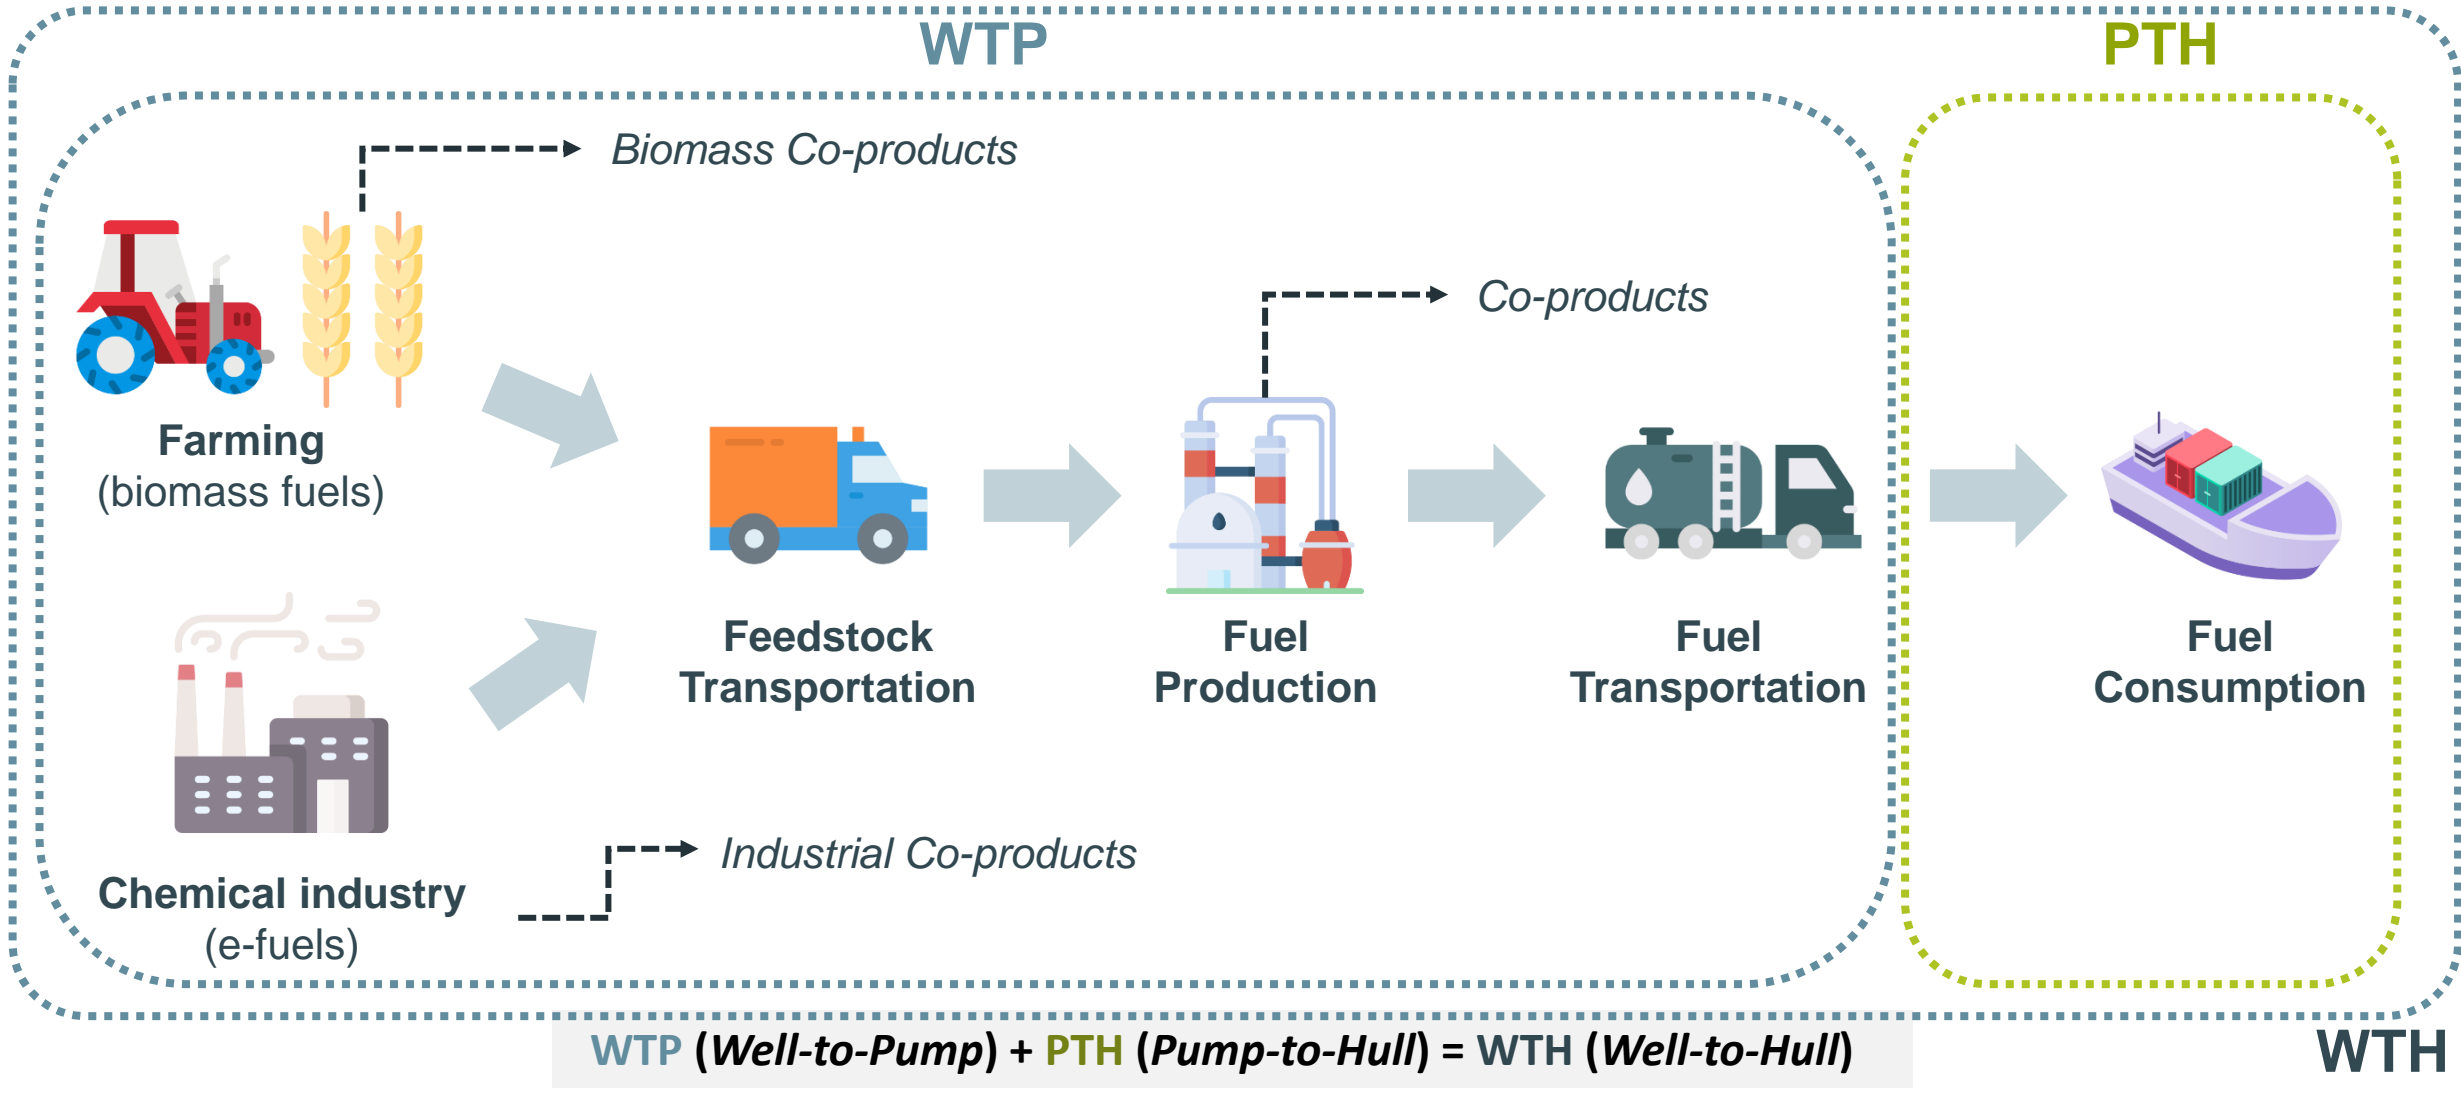 WTP
PTH
Biomass Co-products
Co-products
Farming
(biomass fuels)
Feedstock
Transportation
Fuel
Production
Fuel
Transportation
Fuel
Consumption
Industrial Co-products
Chemical industry
(e-fuels)
WTP (Well-to-Pump) + PTH (Pump-to-Hull) = WTH (Well-to-Hull)
WTH